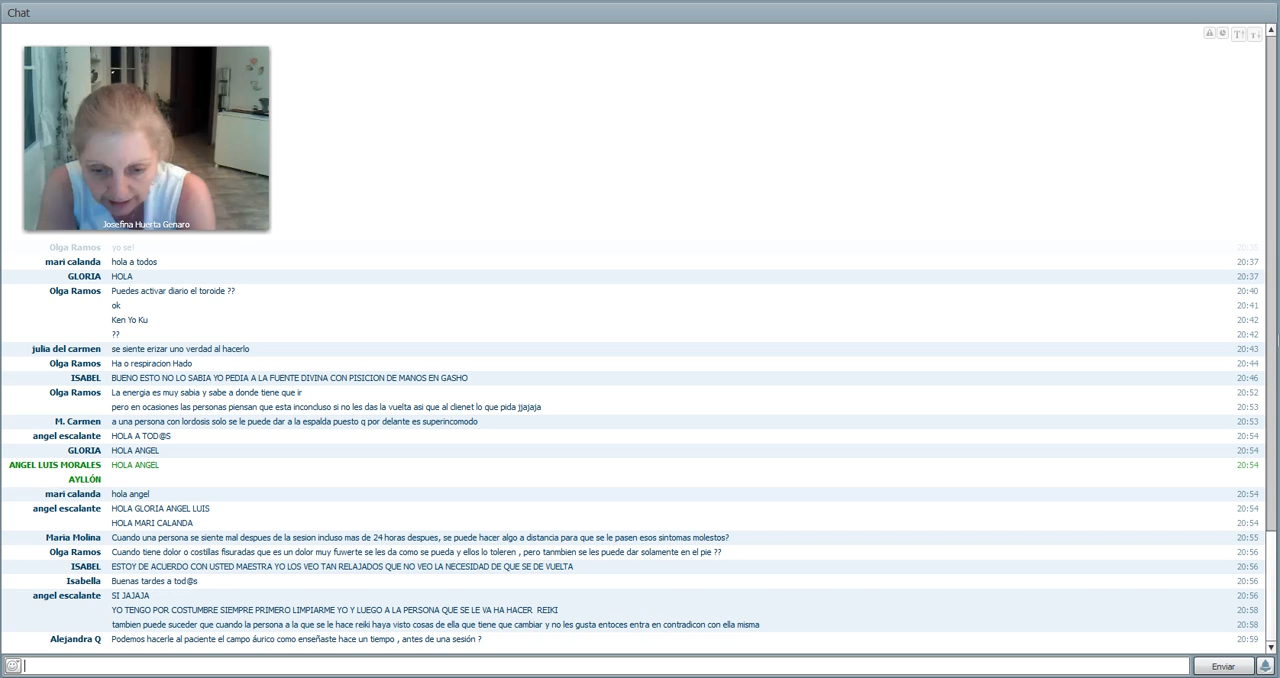 Chat
Josefina Huerta Genaro
Olga Ramos yo se! 20:35
mari calanda hola a todos 20:37
GLORIA HOLA 20:37
Olga Ramos Puedes activar diario el toroide ?? 20:40
ok 20:41
Ken Yo Ku 20:42
?? 20:42
julia del carmen se siente erizar uno verdad al hacerlo 20:43
Olga Ramos Ha o respiracion Hado 20:44
ISABEL BUENO ESTO NO LO SABIA YO PEDIA A LA FUENTE DIVINA CON PISICION DE MANOS EN GASHO 20:46
Olga Ramos La energia es muy sabia y sabe a donde tiene que ir 20:52
pero en ocasiones las personas piensan que esta inconcluso si no les das la vuelta asi que al clienet lo que pida jjajaja 20:53
M. Carmen a una persona con lordosis solo se le puede dar a la espalda puesto q por delante es superincomodo 20:53
angel escalante HOLA A TOD@S 20:54
GLORIA HOLA ANGEL 20:54
ANGEL LUIS MORALES HOLA ANGEL 20:54
AYLLÓN
mari calanda hola angel 20:54
angel escalante HOLA GLORIA ANGEL LUIS 20:54
HOLA MARI CALANDA 20:54
Maria Molina Cuando una persona se siente mal despues de la sesion incluso mas de 24 horas despues, se puede hacer algo a distancia para que se le pasen esos sintomas molestos? 20:55
Olga Ramos Cuando tiene dolor o costillas fisuradas que es un dolor muy fuwerte se les da como se pueda y ellos lo toleren , pero tanmbien se les puede dar solamente en el pie ?? 20:56
ISABEL ESTOY DE ACUERDO CON USTED MAESTRA YO LOS VEO TAN RELAJADOS QUE NO VEO LA NECESIDAD DE QUE SE DE VUELTA 20:56
Isabella Buenas tardes a tod@s 20:56
angel escalante SI JAJAJA 20:56
YO TENGO POR COSTUMBRE SIEMPRE PRIMERO LIMPIARME YO Y LUEGO A LA PERSONA QUE SE LE VA HA HACER REIKI 20:58
tambien puede suceder que cuando la persona a la que se le hace reiki haya visto cosas de ella que tiene que cambiar y no les gusta entoces entra en contradicon con ella misma 20:58
Alejandra Q Podemos hacerle al paciente el campo áurico como enseñaste hace un tiempo , antes de una sesión ? 20:59
Enviar